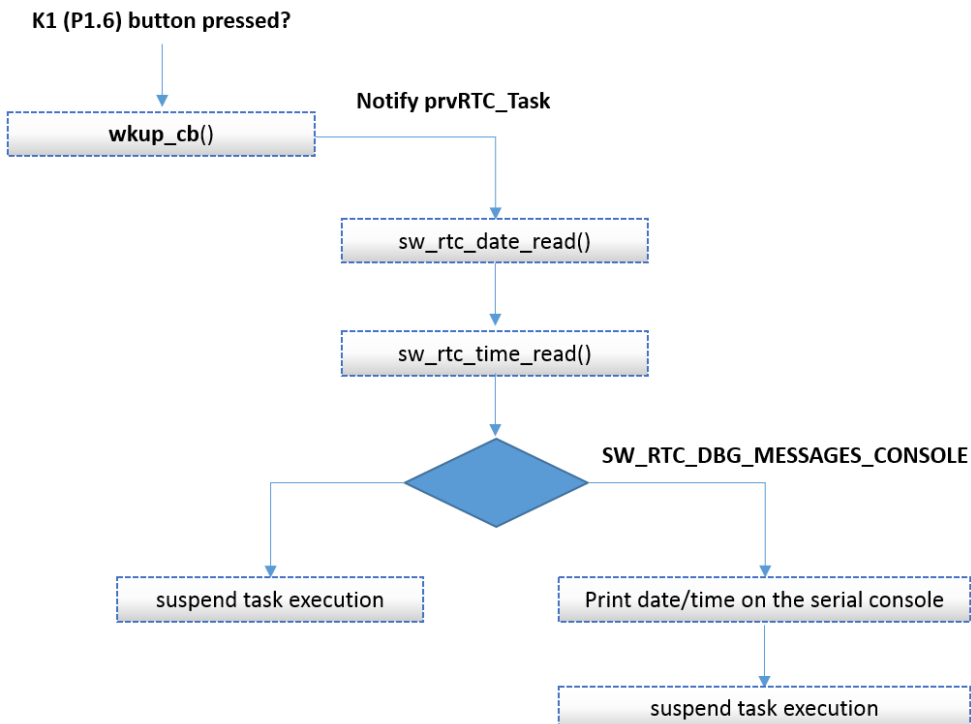 K1 (P1.6) button pressed?
Notify prvRTC_Task
wkup_cb()
sw_rtc_date_read()
sw_rtc_time_read()
SW_RTC_DBG_MESSAGES_CONSOLE
suspend task execution
Print date/time on the serial console
suspend task execution